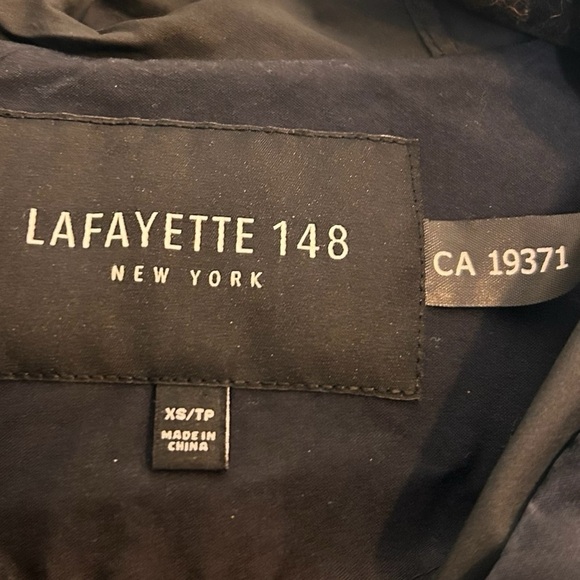 LAFAYETTE 148
NEW YORK
CA 19371
XS/TP
MADE IN
CHINA